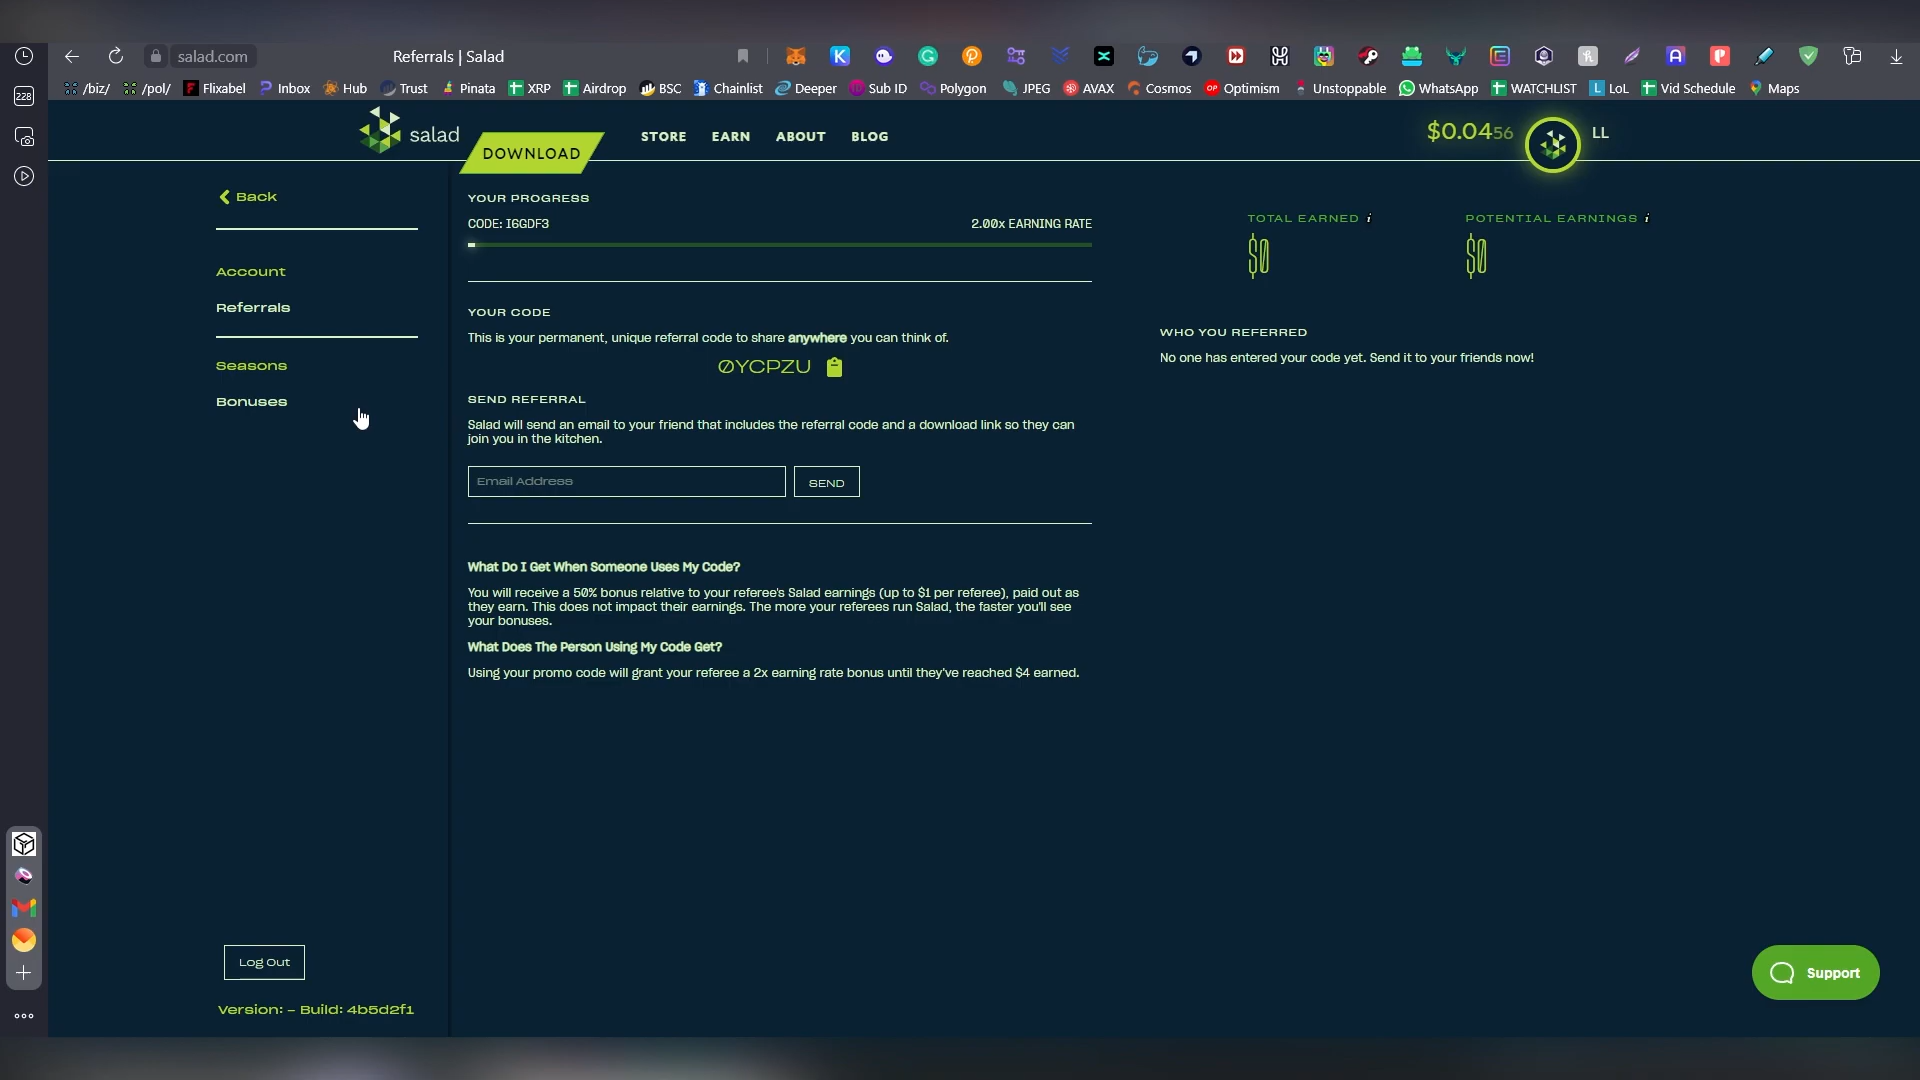 salad.com
Referrals | Salad
228
/biz/ /pol/ Flixabel Inbox Hub Trust Pinata XRP Airdrop BSC Chainlist Deeper Sub ID Polygon JPEG AVAX Cosmos Optimism Unstoppable WhatsApp WATCHLIST LoL Vid Schedule Maps
salad
DOWNLOAD
STORE EARN ABOUT BLOG
$0.0456
LL
Back
Account
Referrals
Seasons
Bonuses
Log Out
Version: - Build: 4b5d2f1
YOUR PROGRESS
CODE: I6GDF3 2.00x EARNING RATE
YOUR CODE
This is your permanent, unique referral code to share anywhere you can think of.
0YCPZU
SEND REFERRAL
Salad will send an email to your friend that includes the referral code and a download link so they can
join you in the kitchen.
Email Address
SEND
What Do I Get When Someone Uses My Code?
You will receive a 50% bonus relative to your referee's Salad earnings (up to $1 per referee), paid out as
they earn. This does not impact their earnings. The more your referees run Salad, the faster you'll see
your bonuses.
What Does The Person Using My Code Get?
Using your promo code will grant your referee a 2x earning rate bonus until they've reached $4 earned.
TOTAL EARNED i
$0
POTENTIAL EARNINGS i
$0
WHO YOU REFERRED
No one has entered your code yet. Send it to your friends now!
Support